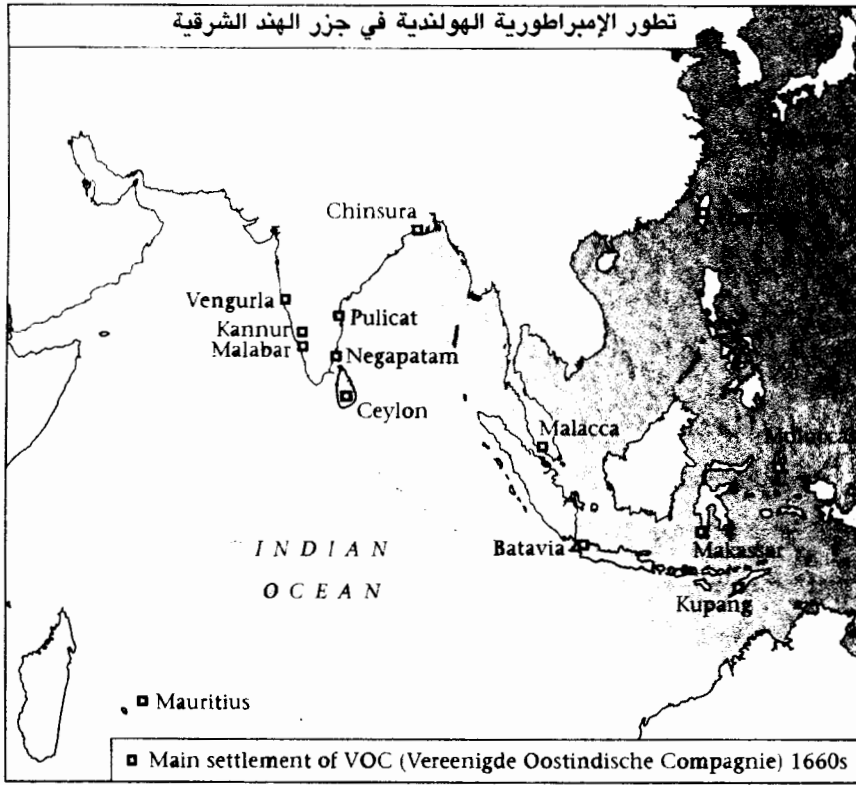 تطور الإمبراطورية الهولندية في جزر الهند الشرقية
Chinsura
Vengurla
Kannur
Malabar
Pulicat
Negapatam
Ceylon
Malacca
Batavia
Makassar
Kupang
INDIAN
OCEAN
Mauritius
Main settlement of VOC (Vereenigde Oostindische Compagnie) 1660s